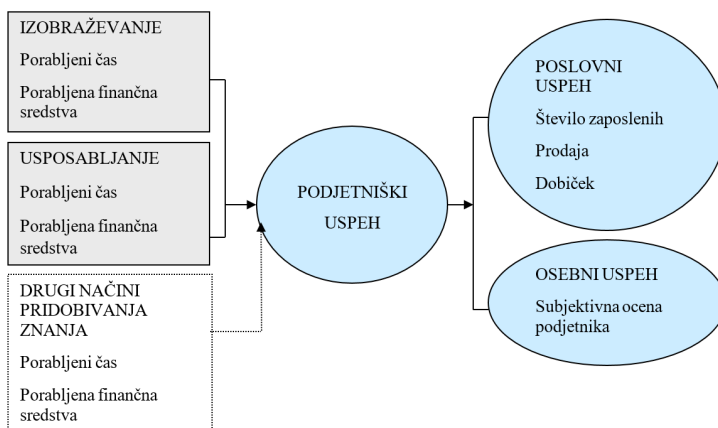 IZOBRAŽEVANJE
Porabljeni čas
Porabljena finančna
sredstva
USPOSABLJANJE
Porabljeni čas
Porabljena finančna
sredstva
DRUGI NAČINI
PRIDOBIVANJA
ZNANJA
Porabljeni čas
Porabljena finančna
sredstva
PODJETNIŠKI
USPEH
POSLOVNI
USPEH
Število zaposlenih
Prodaja
Dobiček
OSEBNI USPEH
Subjektivna ocena
podjetnika